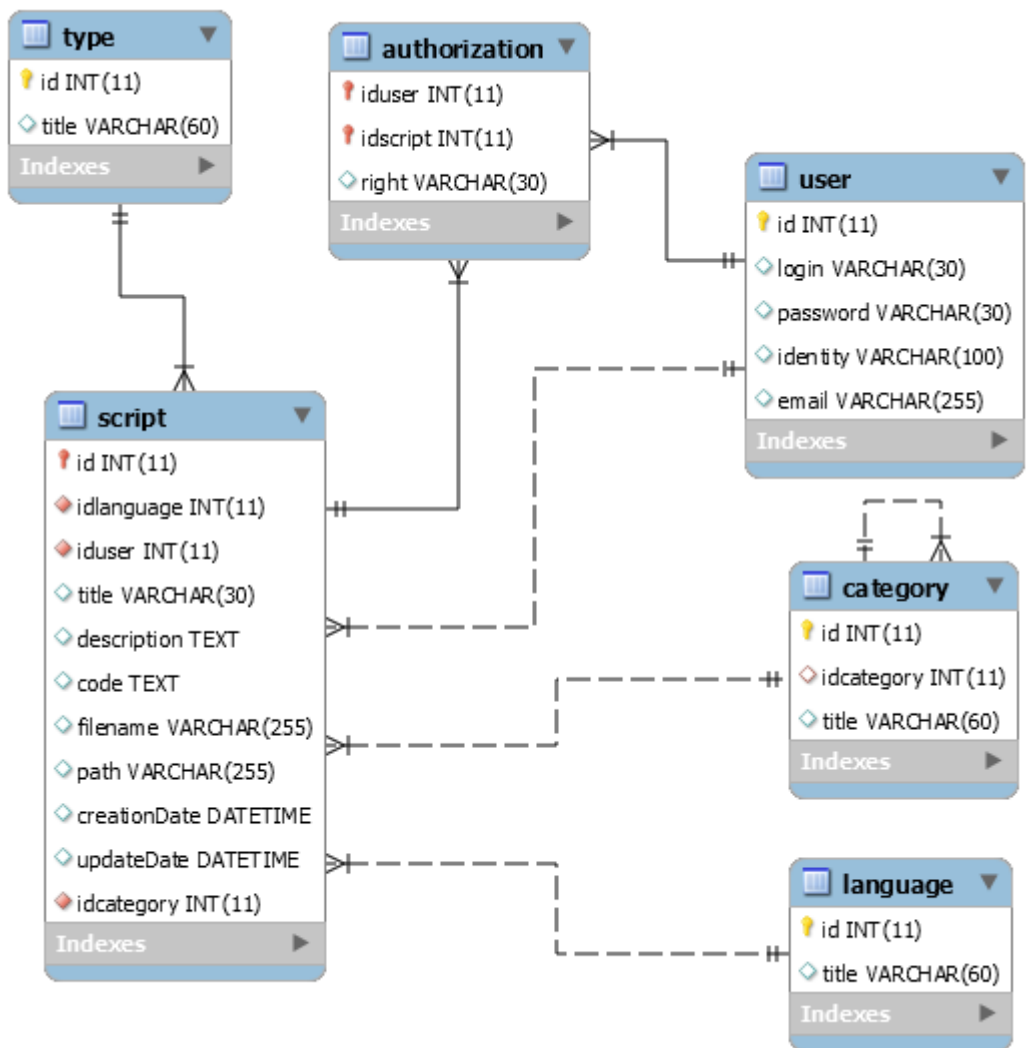 type
id INT(11)
title VARCHAR(60)
Indexes
authorization
iduser INT(11)
idscript INT(11)
right VARCHAR(30)
Indexes
user
id INT(11)
login VARCHAR(30)
password VARCHAR(30)
identity VARCHAR(100)
email VARCHAR(255)
Indexes
script
id INT(11)
idlanguage INT(11)
iduser INT(11)
title VARCHAR(30)
description TEXT
code TEXT
filename VARCHAR(255)
path VARCHAR(255)
creationDate DATETIME
updateDate DATETIME
idcategory INT(11)
Indexes
category
id INT(11)
idcategory INT(11)
title VARCHAR(60)
Indexes
language
id INT(11)
title VARCHAR(60)
Indexes